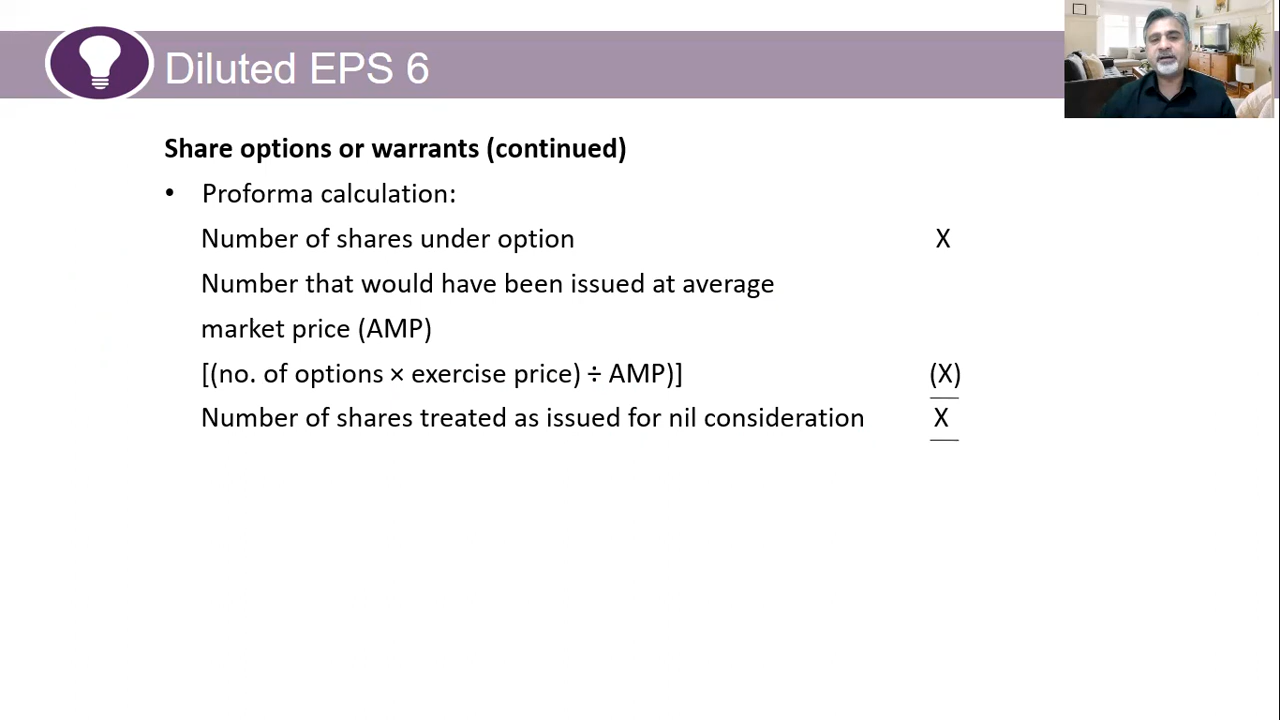 Diluted EPS 6
Share options or warrants (continued)
• Proforma calculation:
Number of shares under option X
Number that would have been issued at average
market price (AMP)
[(no. of options × exercise price) ÷ AMP)] (X)
Number of shares treated as issued for nil consideration X